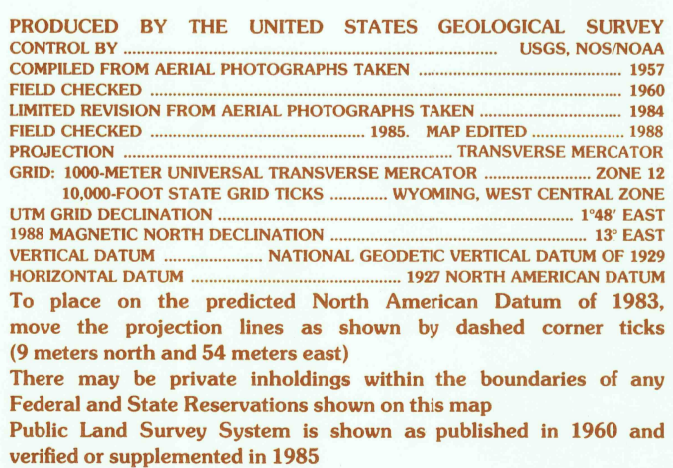 PRODUCED BY THE UNITED STATES GEOLOGICAL SURVEY
CONTROL BY ........ USGS, NOS/NOAA
COMPILED FROM AERIAL PHOTOGRAPHS TAKEN ........ 1957
FIELD CHECKED ........ 1960
LIMITED REVISION FROM AERIAL PHOTOGRAPHS TAKEN ........ 1984
FIELD CHECKED ........ 1985. MAP EDITED ........ 1988
PROJECTION ........ TRANSVERSE MERCATOR
GRID: 1000-METER UNIVERSAL TRANSVERSE MERCATOR ........ ZONE 12
10,000-FOOT STATE GRID TICKS ........ WYOMING, WEST CENTRAL ZONE
UTM GRID DECLINATION ........ 1°48′ EAST
1988 MAGNETIC NORTH DECLINATION ........ 13° EAST
VERTICAL DATUM ........ NATIONAL GEODETIC VERTICAL DATUM OF 1929
HORIZONTAL DATUM ........ 1927 NORTH AMERICAN DATUM
To place on the predicted North American Datum of 1983,
move the projection lines as shown by dashed corner ticks
(9 meters north and 54 meters east)
There may be private inholdings within the boundaries of any
Federal and State Reservations shown on this map
Public Land Survey System is shown as published in 1960 and
verified or supplemented in 1985